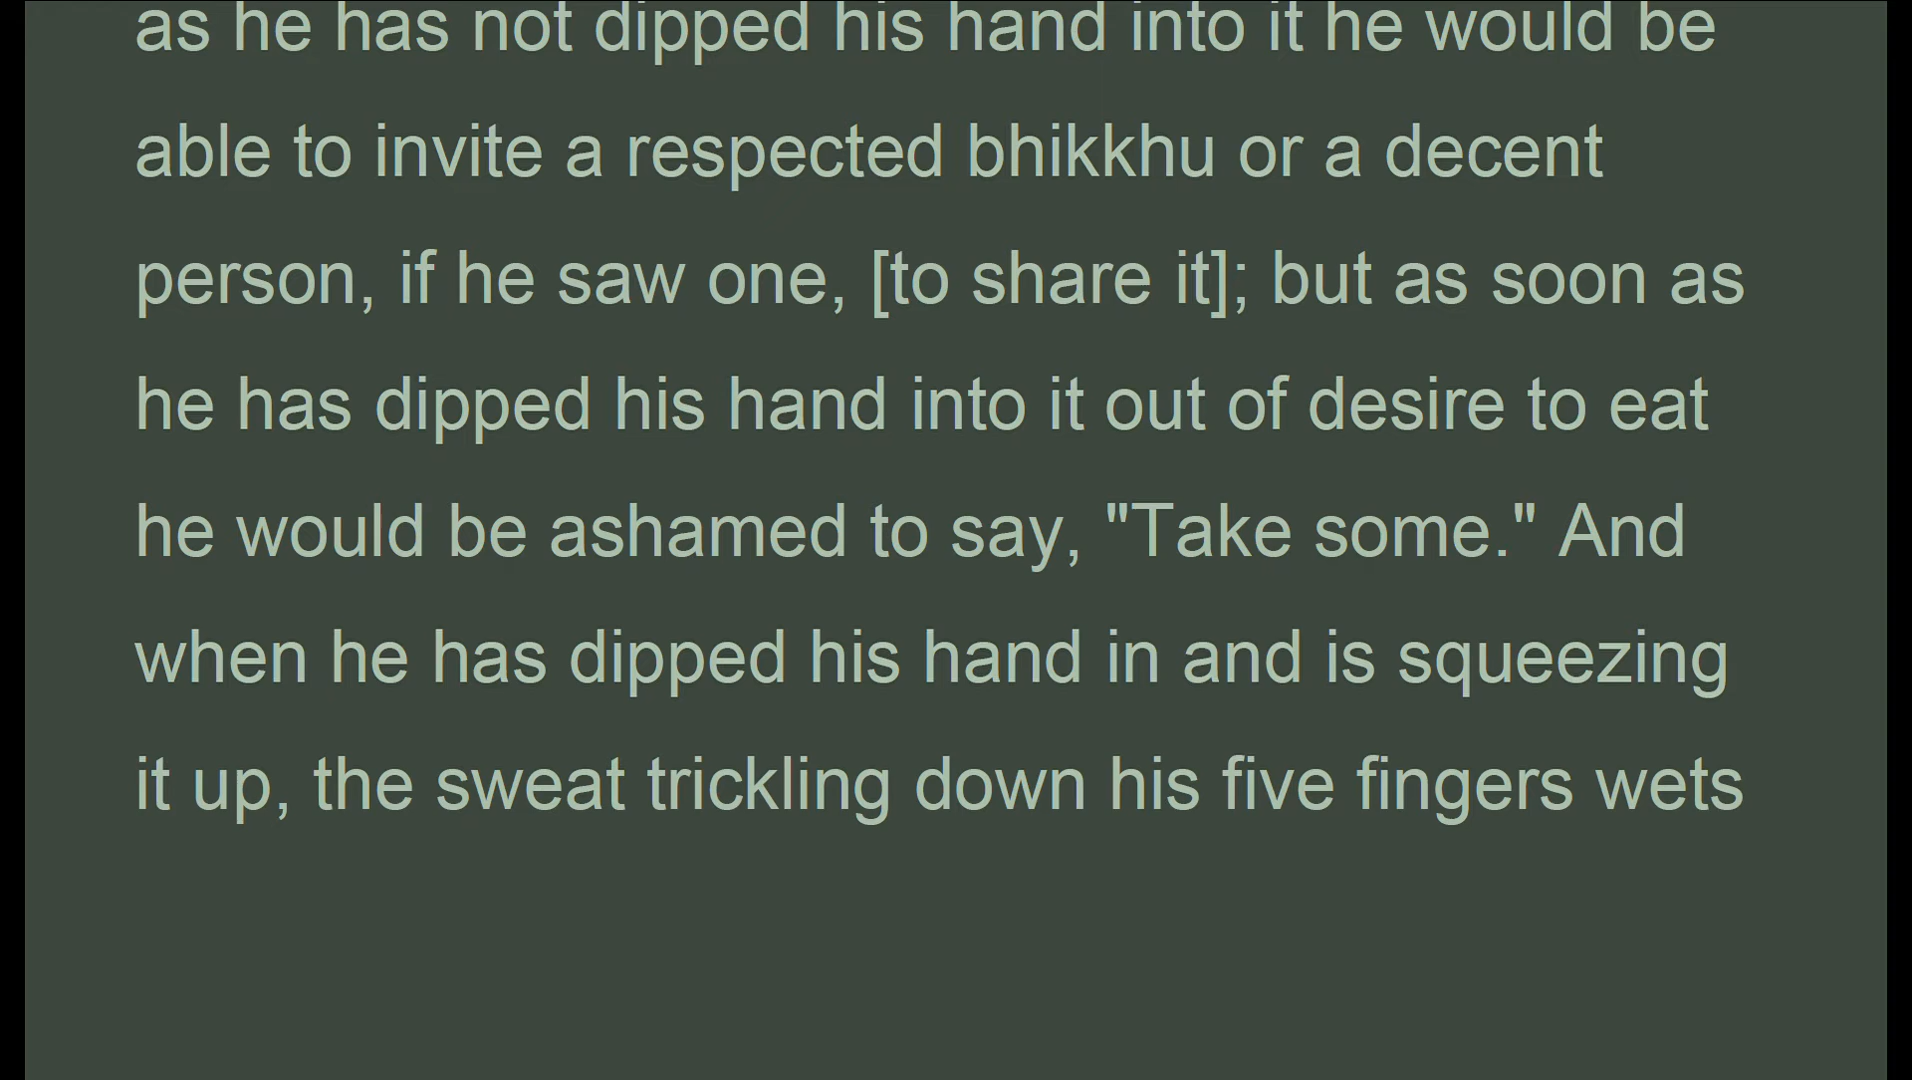 as he has not dipped his hand into it he would be
able to invite a respected bhikkhu or a decent
person, if he saw one, [to share it]; but as soon as
he has dipped his hand into it out of desire to eat
he would be ashamed to say, "Take some." And
when he has dipped his hand in and is squeezing
it up, the sweat trickling down his five fingers wets